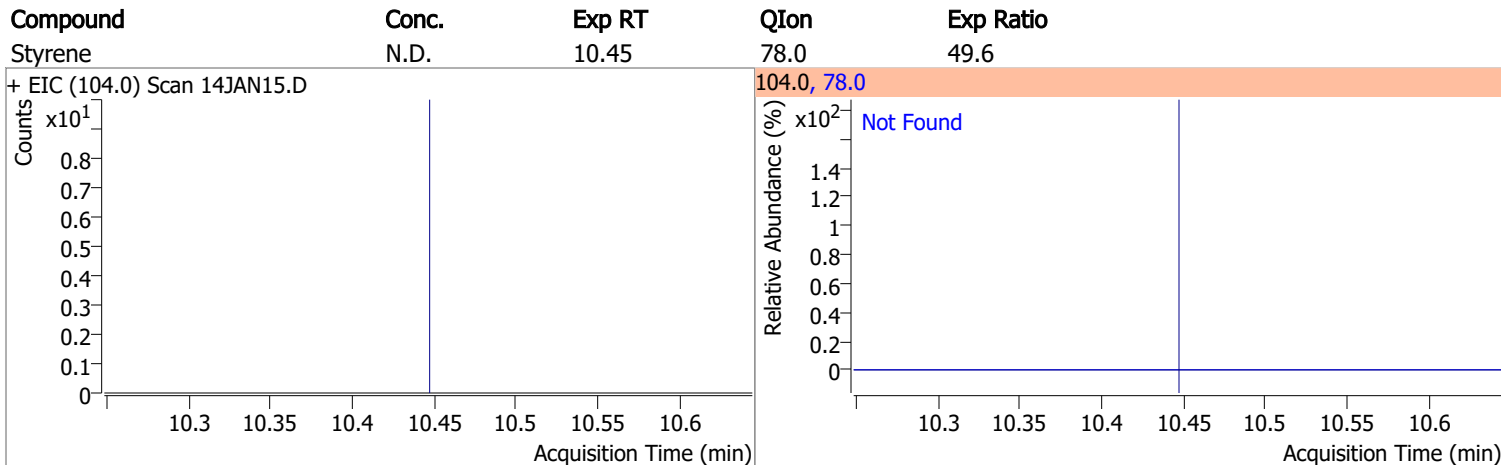 Compound Conc. Exp RT QIon Exp Ratio
Styrene N.D. 10.45 78.0 49.6
+ EIC (104.0) Scan 14JAN15.D
Counts
x10^1
0.8
0.7
0.6
0.5
0.4
0.3
0.2
0.1
0
10.3 10.35 10.4 10.45 10.5 10.55 10.6
Acquisition Time (min)
104.0, 78.0
Relative Abundance (%)
x10^2
Not Found
1.4
1.2
1
0.8
0.6
0.4
0.2
0
10.3 10.35 10.4 10.45 10.5 10.55 10.6
Acquisition Time (min)